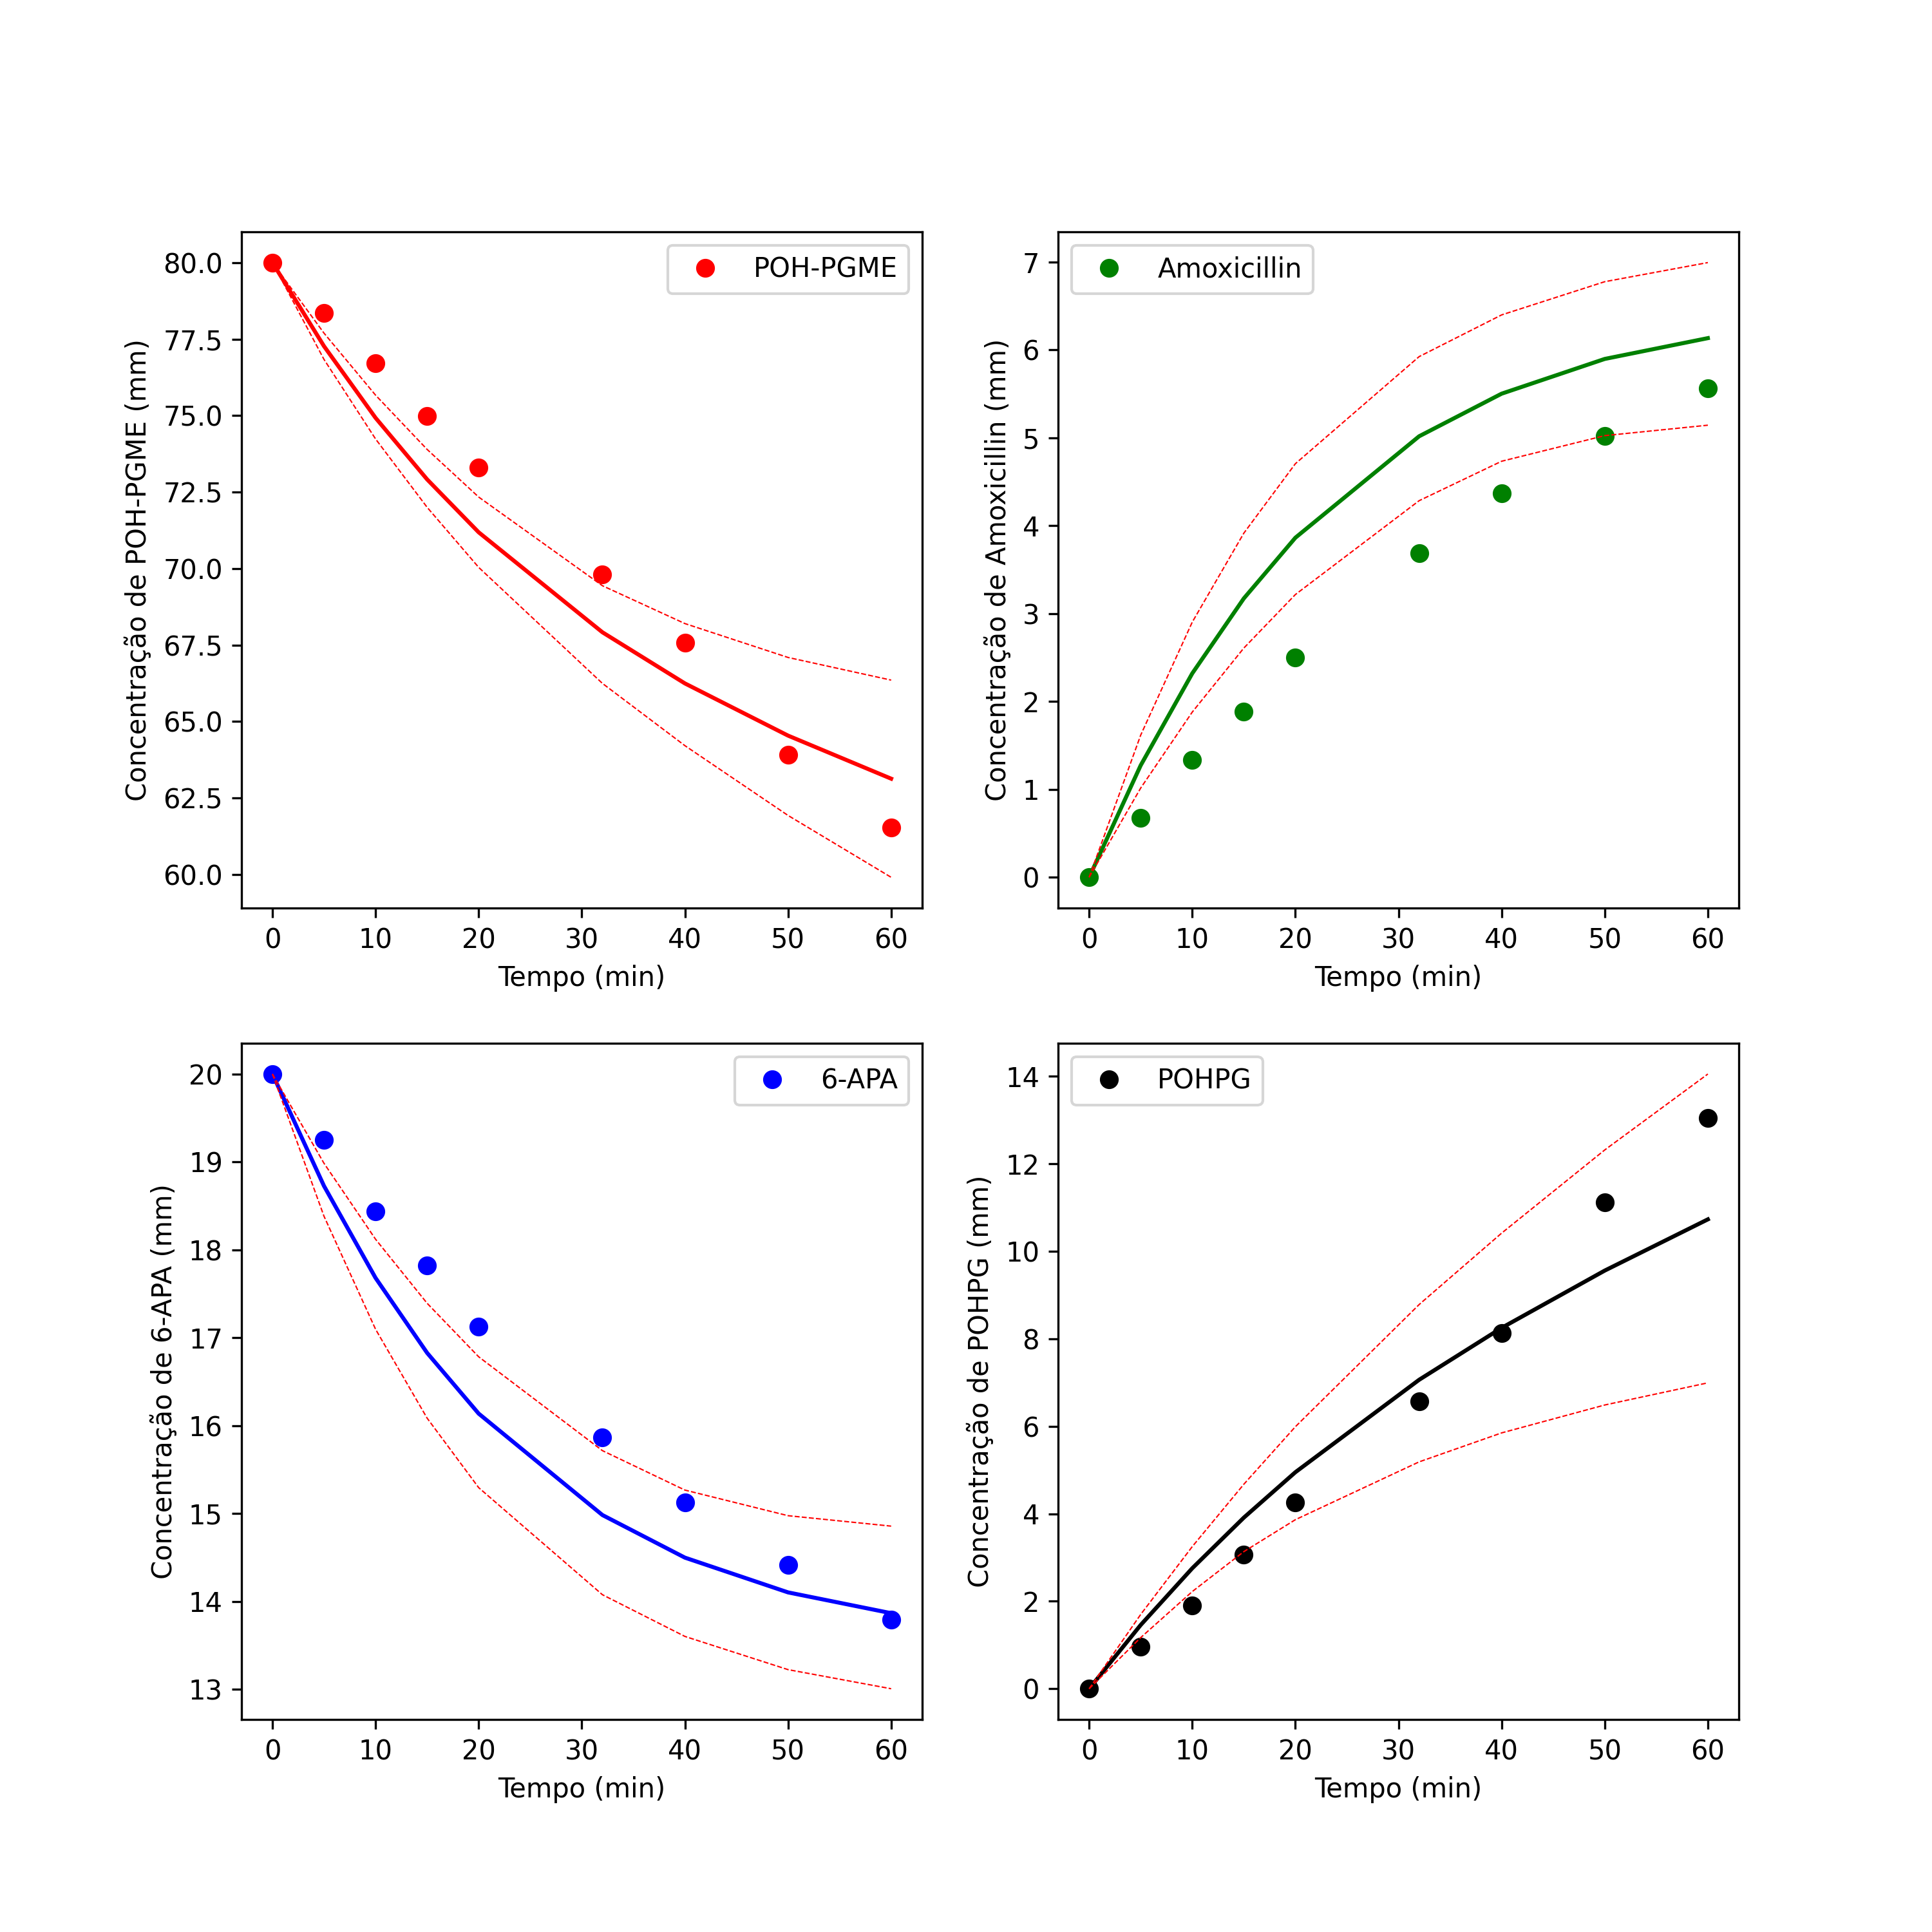 POH-PGME
Concentração de POH-PGME (mm)
80.0
77.5
75.0
72.5
70.0
67.5
65.0
62.5
60.0
0 10 20 30 40 50 60
Tempo (min)
Amoxicillin
Concentração de Amoxicillin (mm)
7
6
5
4
3
2
1
0
0 10 20 30 40 50 60
Tempo (min)
6-APA
Concentração de 6-APA (mm)
20
19
18
17
16
15
14
13
0 10 20 30 40 50 60
Tempo (min)
POHPG
Concentração de POHPG (mm)
14
12
10
8
6
4
2
0
0 10 20 30 40 50 60
Tempo (min)